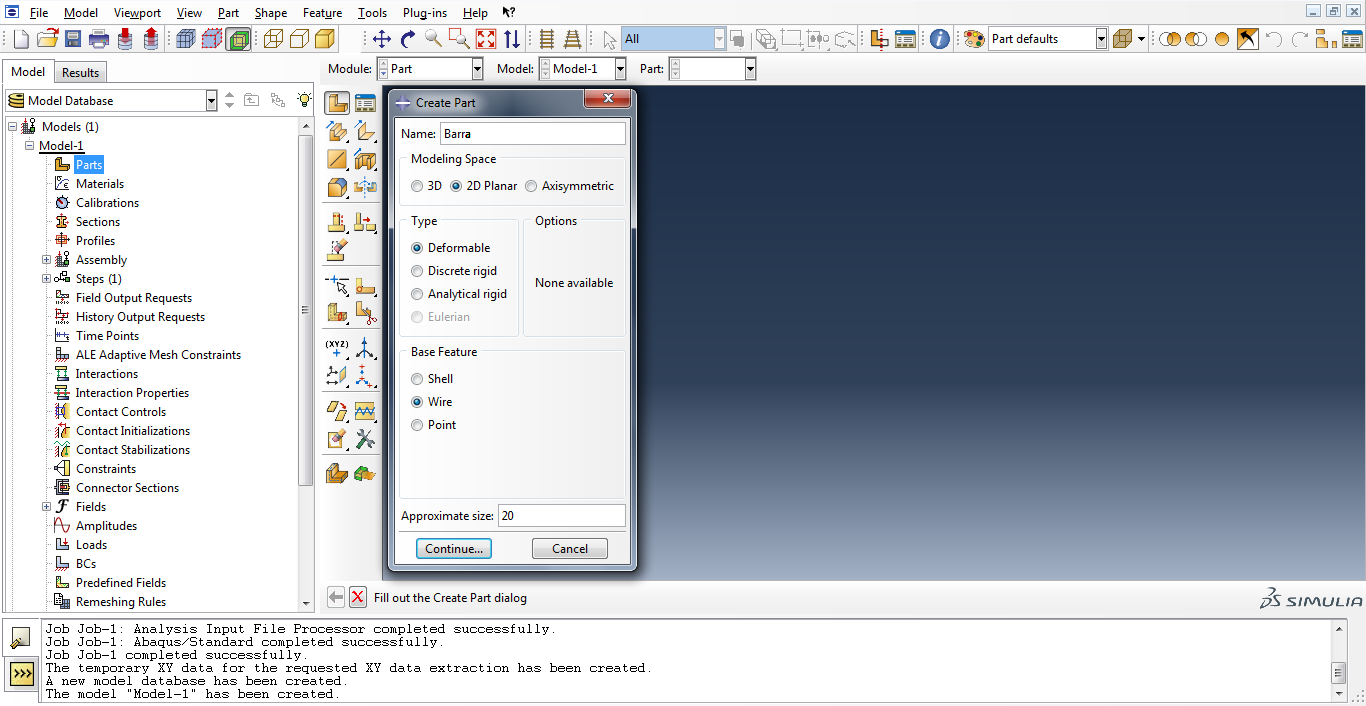 File Model Viewport View Part Shape Feature Tools Plug-ins Help
All Part defaults
Model Results Module: Part Model: Model-1 Part:
Model Database
Models (1)
Model-1
Parts
Materials
Calibrations
Sections
Profiles
Assembly
Steps (1)
Field Output Requests
History Output Requests
Time Points
ALE Adaptive Mesh Constraints
Interactions
Interaction Properties
Contact Controls
Contact Initializations
Contact Stabilizations
Constraints
Connector Sections
Fields
Amplitudes
Loads
BCs
Predefined Fields
Remeshing Rules
(XYZ)
Create Part
Name: Barra
Modeling Space
3D 2D Planar Axisymmetric
Type
Deformable
Discrete rigid
Analytical rigid
Eulerian
Options
None available
Base Feature
Shell
Wire
Point
Approximate size: 20
Continue... Cancel
Fill out the Create Part dialog
SIMULIA
Job Job-1: Analysis Input File Processor completed successfully.
Job Job-1: Abaqus/Standard completed successfully.
Job Job-1 completed successfully.
The temporary XY data for the requested XY data extraction has been created.
A new model database has been created.
The model "Model-1" has been created.